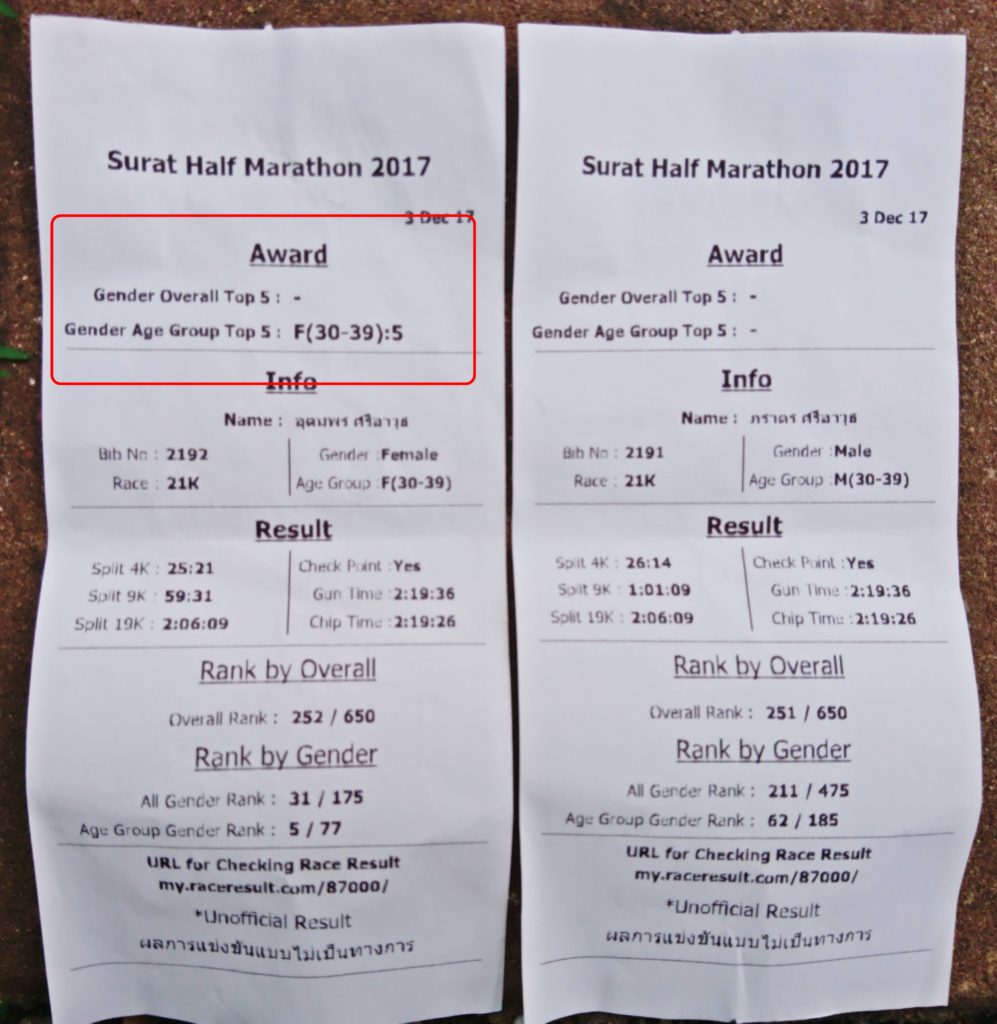 Surat Half Marathon 2017
3 Dec 17
Award
Gender Overall Top 5 : -
Gender Age Group Top 5 : F(30-39):5
Info
Name : อุดมพร ศรีอาวุธ
Bib No : 2192
Gender :Female
Race : 21K
Age Group :F(30-39)
Result
Split 4K : 25:21
Check Point :Yes
Split 9K : 59:31
Gun Time :2:19:36
Split 19K : 2:06:09
Chip Time :2:19:26
Rank by Overall
Overall Rank : 252 / 650
Rank by Gender
All Gender Rank : 31 / 175
Age Group Gender Rank : 5 / 77
URL for Checking Race Result
my.raceresult.com/87000/
*Unofficial Result
ผลการแข่งขันแบบไม่เป็นทางการ
Surat Half Marathon 2017
3 Dec 17
Award
Gender Overall Top 5 : -
Gender Age Group Top 5 : -
Info
Name : ภราดร ศรีอาวุธ
Bib No : 2191
Gender :Male
Race : 21K
Age Group :M(30-39)
Result
Split 4K : 26:14
Check Point :Yes
Split 9K : 1:01:09
Gun Time :2:19:36
Split 19K : 2:06:09
Chip Time :2:19:26
Rank by Overall
Overall Rank : 251 / 650
Rank by Gender
All Gender Rank : 211 / 475
Age Group Gender Rank : 62 / 185
URL for Checking Race Result
my.raceresult.com/87000/
*Unofficial Result
ผลการแข่งขันแบบไม่เป็นทางการ